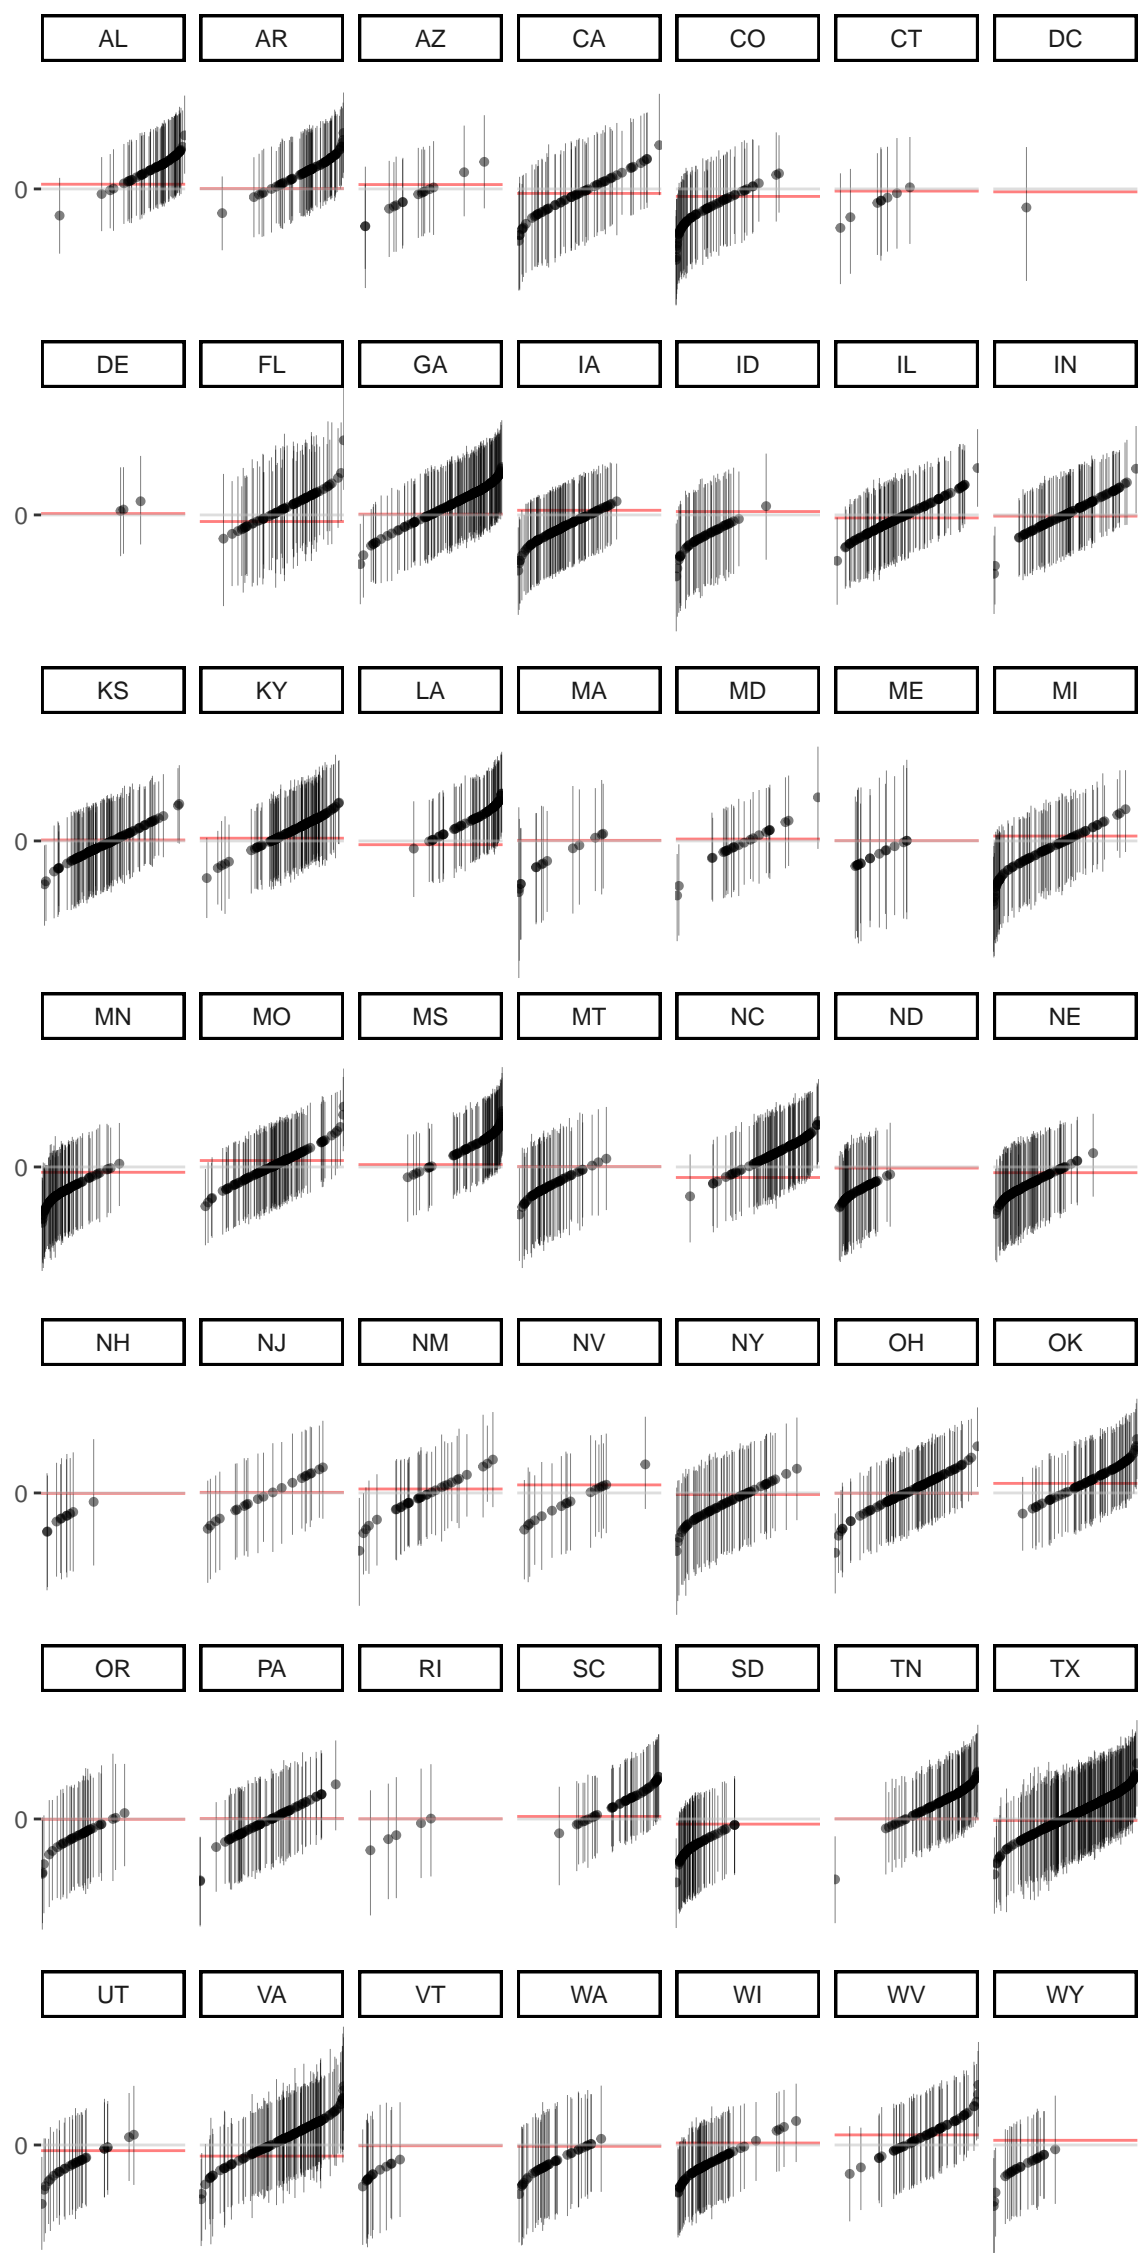 AL AR AZ CA CO CT DC
0
DE FL GA IA ID IL IN
0
KS KY LA MA MD ME MI
0
MN MO MS MT NC ND NE
0
NH NJ NM NV NY OH OK
0
OR PA RI SC SD TN TX
0
UT VA VT WA WI WV WY
0